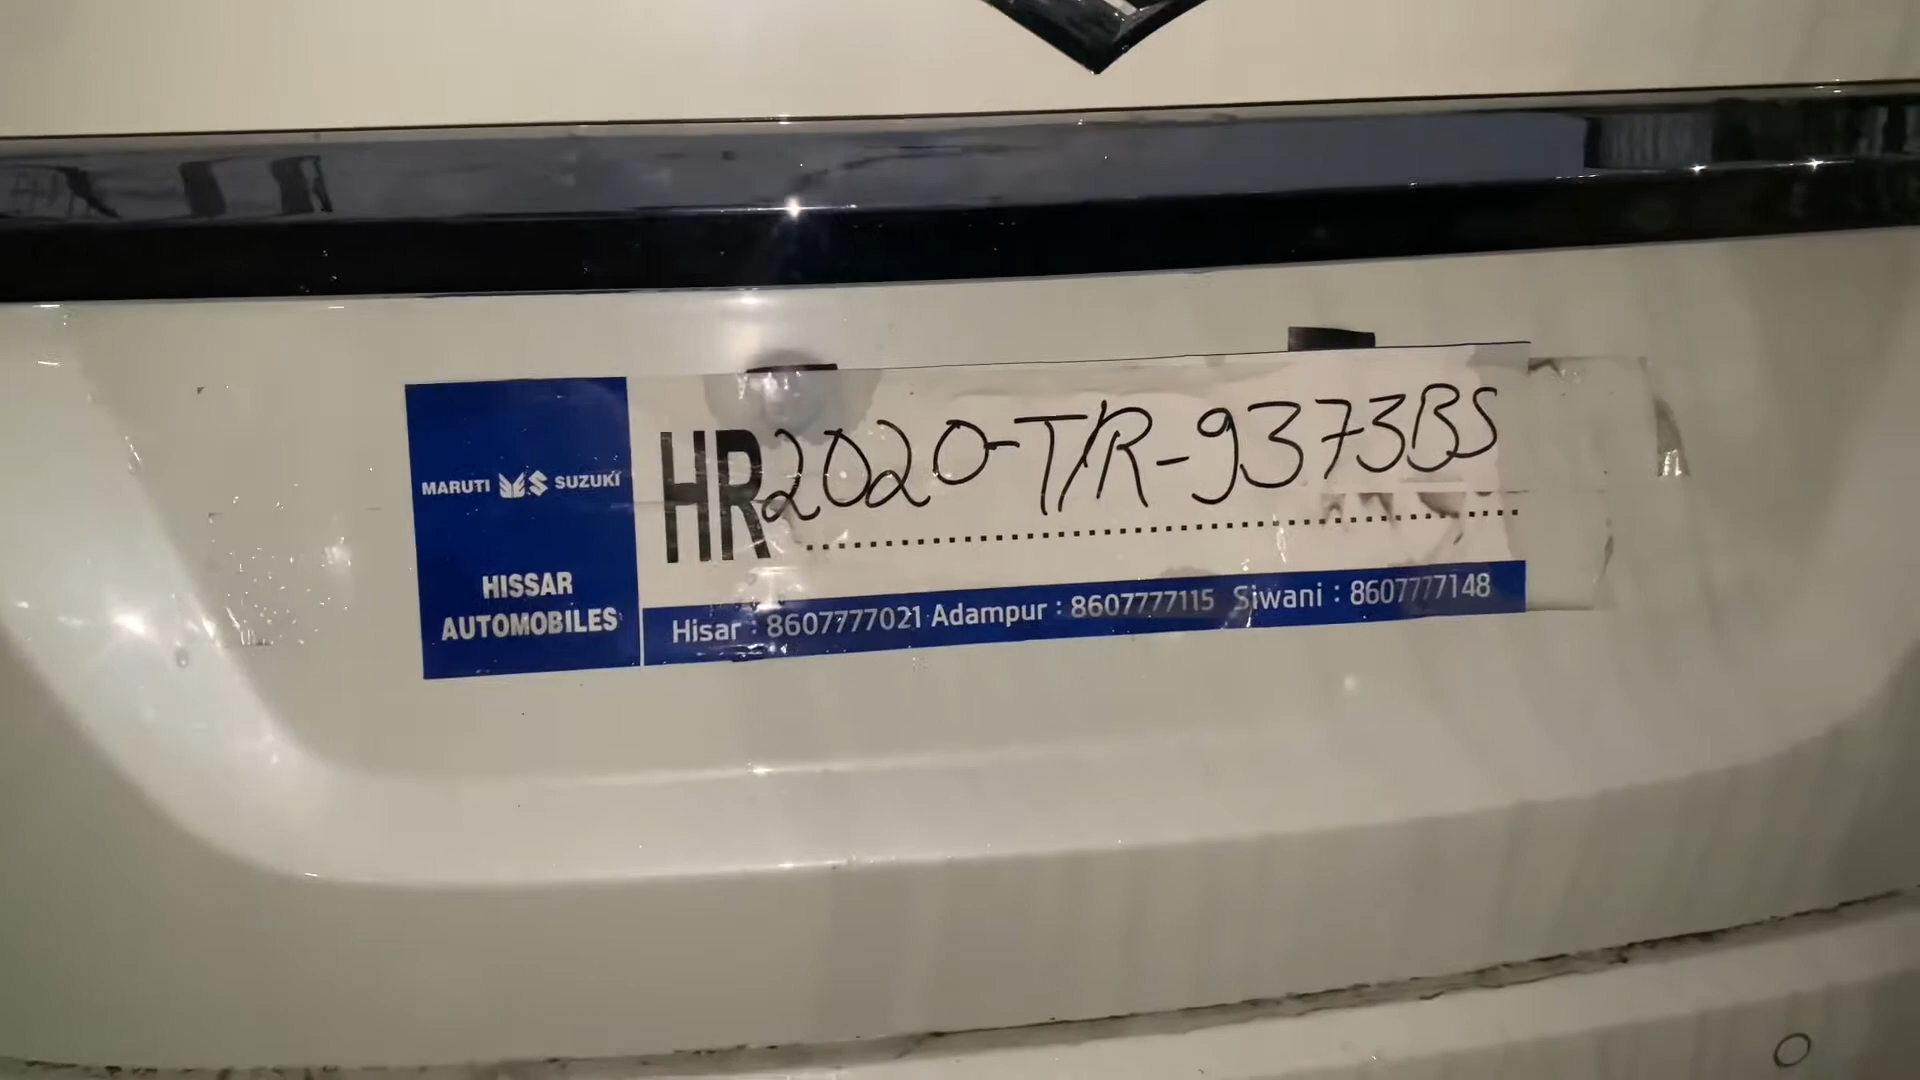 MARUTI SUZUKI
HISSAR
AUTOMOBILES
HR2020-T/R-9373BS
Hisar : 8607777021 Adampur : 8607777115 Siwani : 8607777148